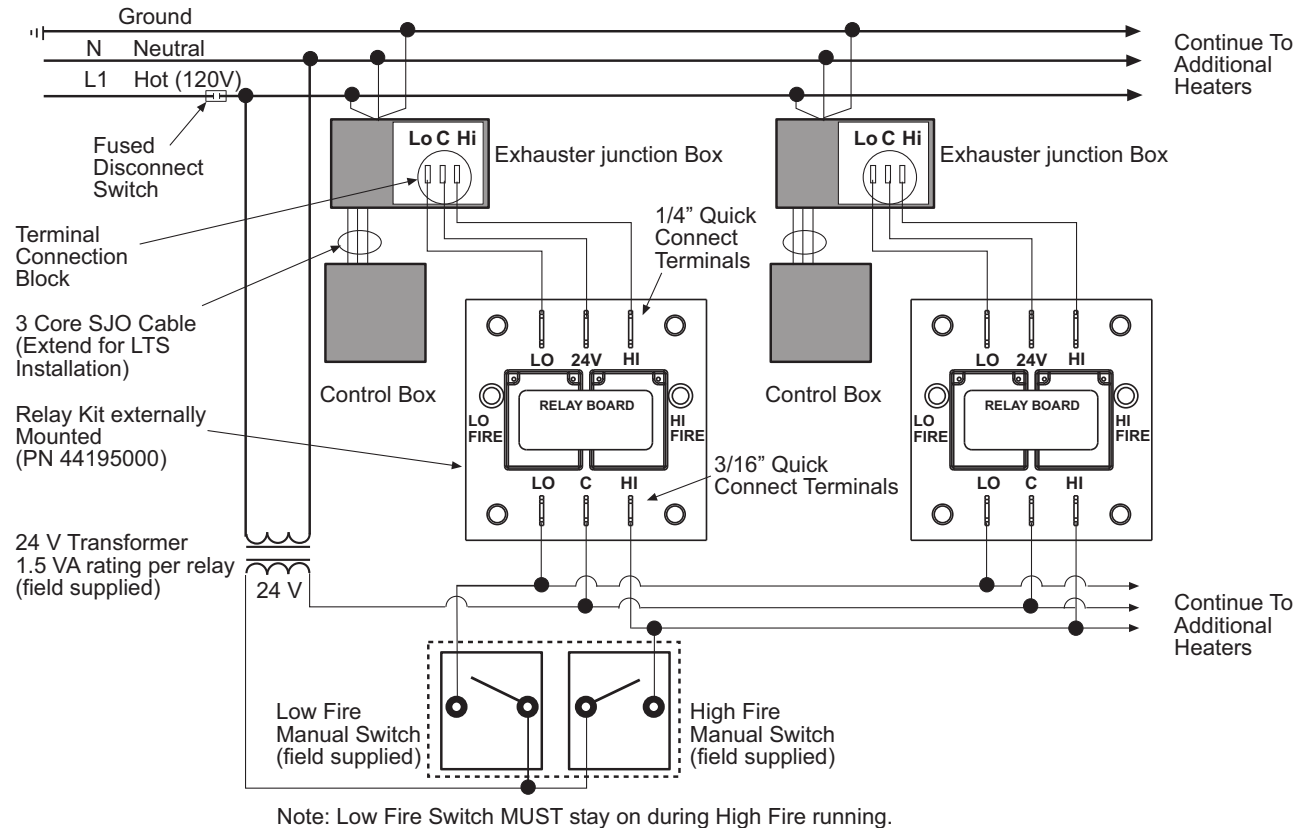 Ground
N Neutral
L1 Hot (120V)
Continue To
Additional
Heaters
Fused
Disconnect
Switch
Lo C Hi
Exhauster junction Box
Lo C Hi
Exhauster junction Box
Terminal
Connection
Block
1/4” Quick
Connect
Terminals
3 Core SJO Cable
(Extend for LTS
Installation)
Control Box
Control Box
LO 24V HI
RELAY BOARD
LO
FIRE
HI
FIRE
LO C HI
LO 24V HI
RELAY BOARD
LO
FIRE
HI
FIRE
LO C HI
Relay Kit externally
Mounted
(PN 44195000)
3/16” Quick
Connect Terminals
24 V Transformer
1.5 VA rating per relay
(field supplied)
24 V
Continue To
Additional
Heaters
Low Fire
Manual Switch
(field supplied)
High Fire
Manual Switch
(field supplied)
Note: Low Fire Switch MUST stay on during High Fire running.